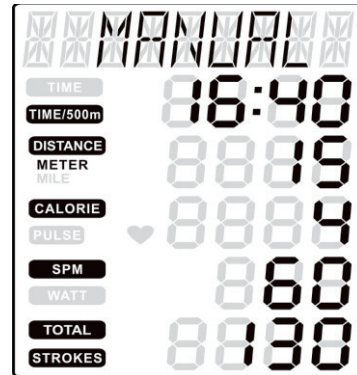 MANUAL
TIME
TIME/500m 16:40
DISTANCE 15
METER
MILE
CALORIE 4
PULSE
SPM 60
WATT
TOTAL 130
STROKES